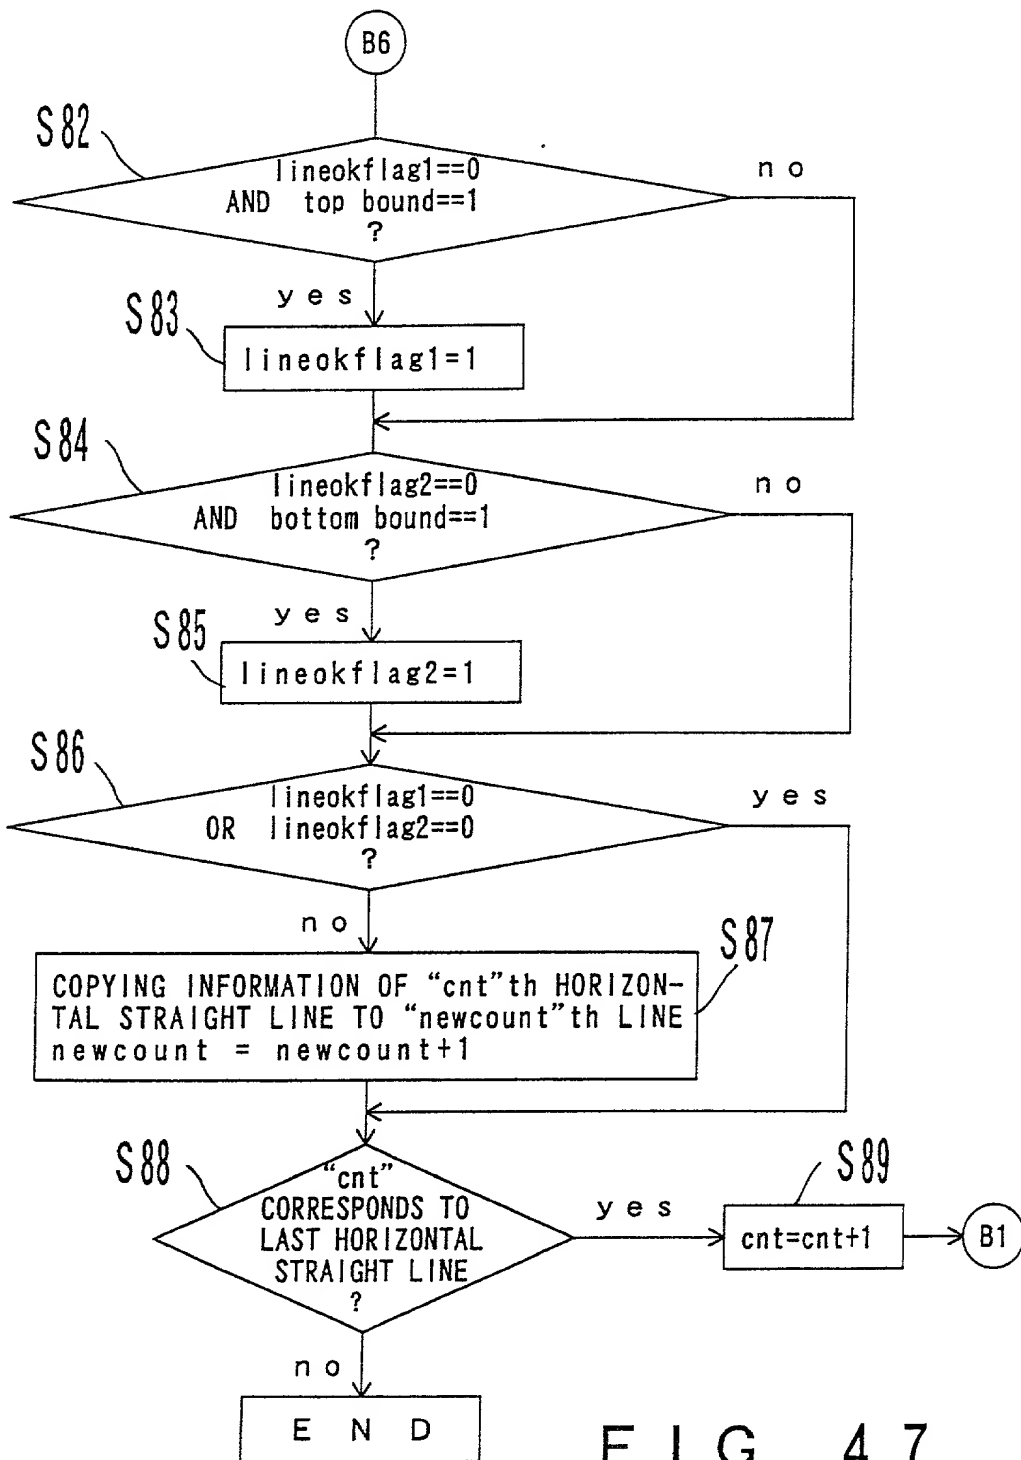 B6
S82
lineokflag1==0
AND top bound==1
?
no
yes
S83
lineokflag1=1
S84
lineokflag2==0
AND bottom bound==1
?
no
yes
S85
lineokflag2=1
S86
lineokflag1==0
OR lineokflag2==0
?
yes
no
S87
COPYING INFORMATION OF “cnt”th HORIZON-
TAL STRAIGHT LINE TO “newcount”th LINE
newcount = newcount+1
S88
“cnt”
CORRESPONDS TO
LAST HORIZONTAL
STRAIGHT LINE
?
yes
S89
cnt=cnt+1
B1
no
END
FIG. 47